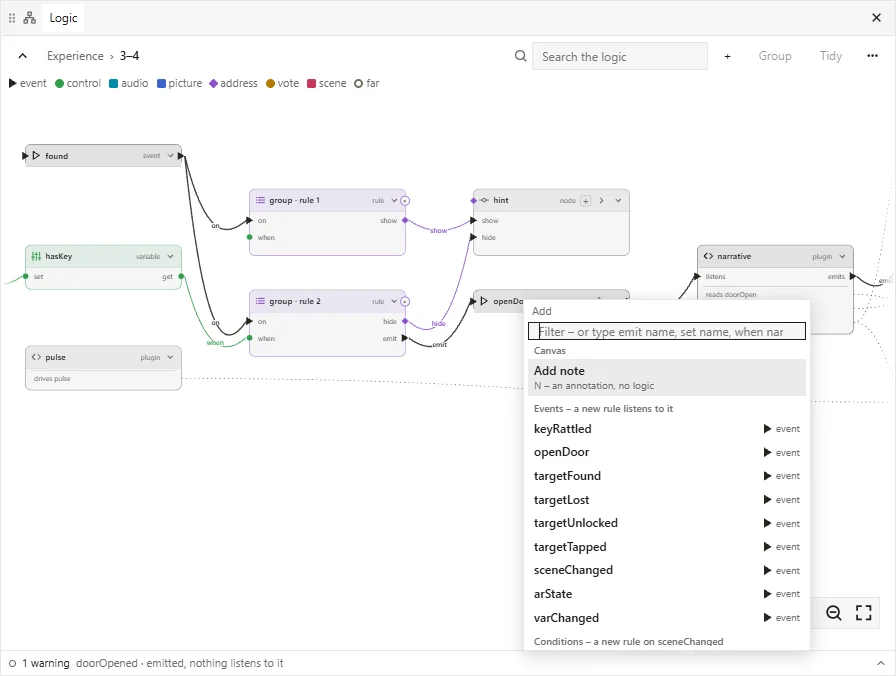 Logic
Experience › 3–4
Search the logic
+ Group Tidy
event control audio picture address vote scene far
found event
group · rule 1 rule
on show
when
hint node +
show
hide
hasKey variable
set get
narrative plugin
listens emits
reads doorOpen
group · rule 2 rule
on hide
when emit
pulse plugin
drives pulse
on
on
when
show
hide
emit
Add
Filter – or type emit name, set name, when nar
Canvas
Add note
N – an annotation, no logic
Events – a new rule listens to it
keyRattled event
openDoor event
targetFound event
targetLost event
targetUnlocked event
targetTapped event
sceneChanged event
arState event
varChanged event
Conditions – a new rule on sceneChanged
1 warning doorOpened · emitted, nothing listens to it